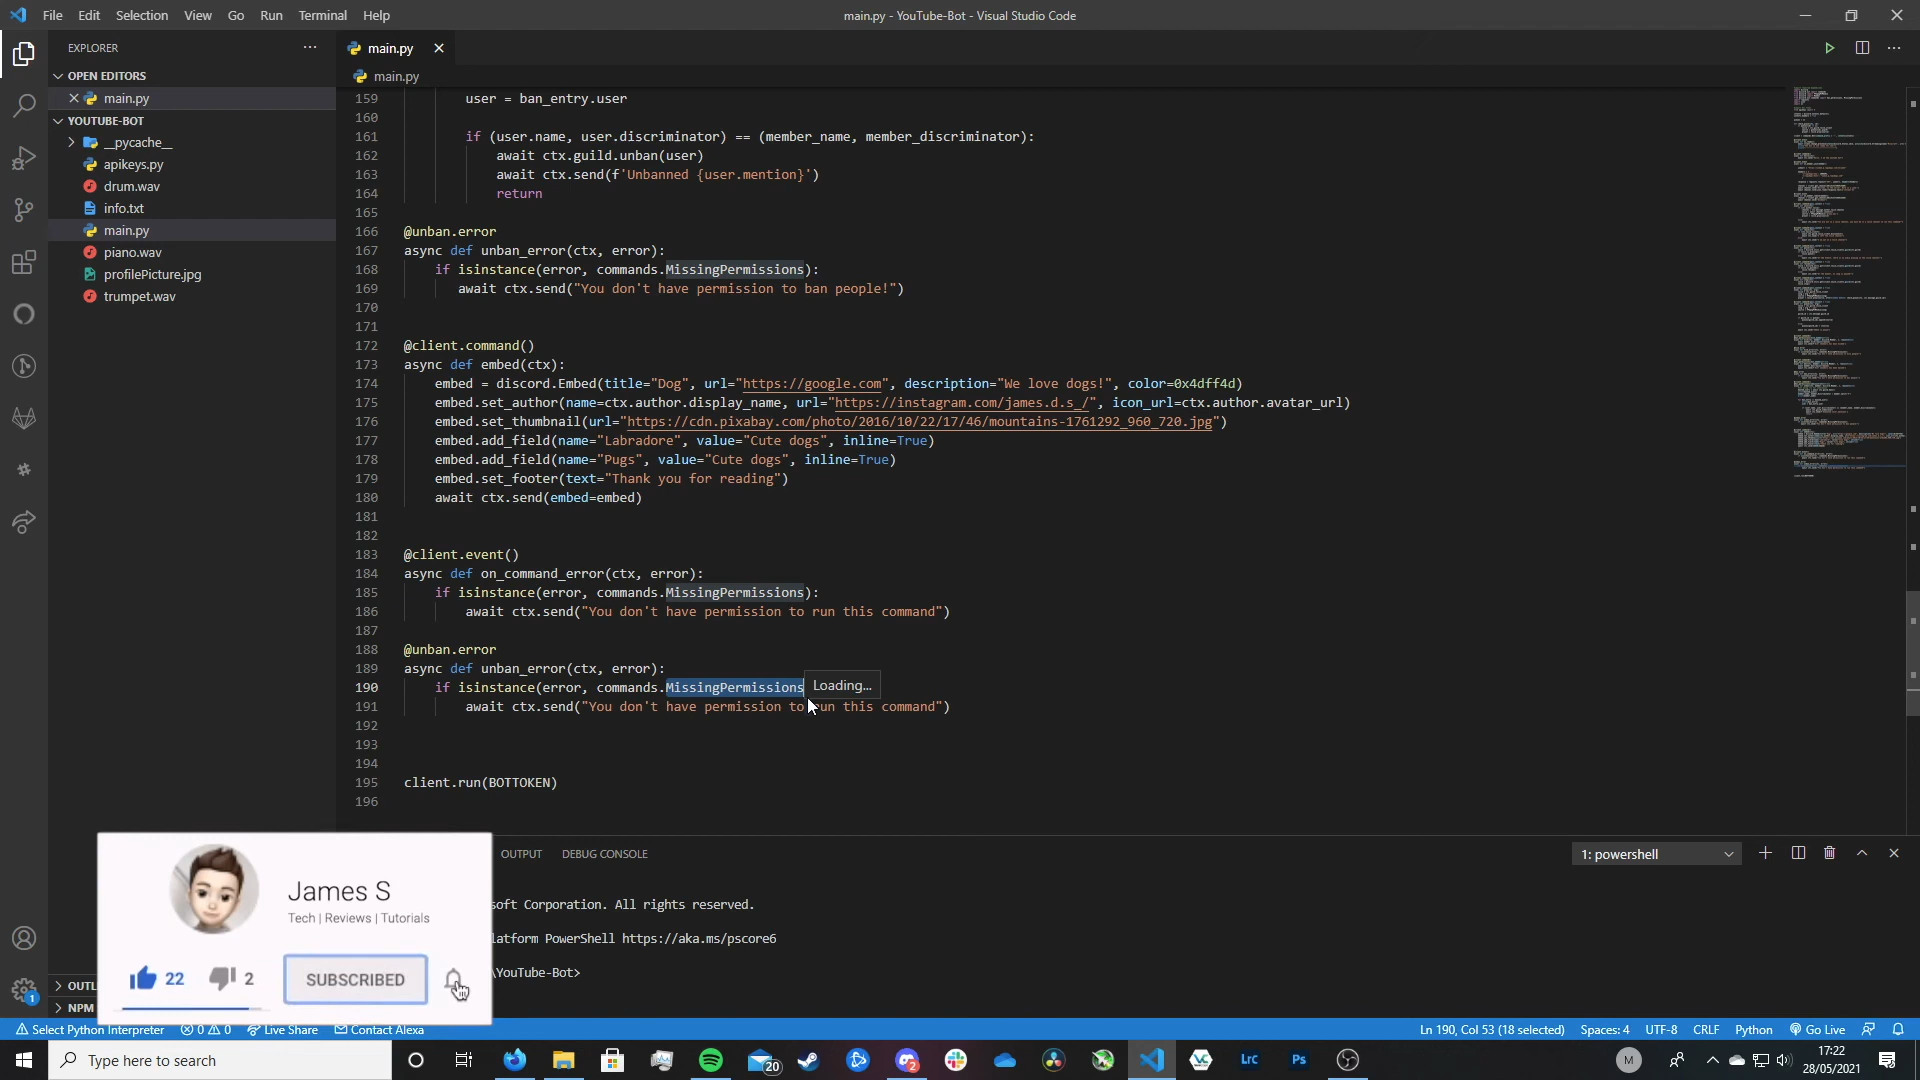 File Edit Selection View Go Run Terminal Help
main.py - YouTube-Bot - Visual Studio Code
EXPLORER
main.py
OPEN EDITORS
main.py
YOUTUBE-BOT
__pycache__
apikeys.py
drum.wav
info.txt
main.py
piano.wav
profilePicture.jpg
trumpet.wav
main.py
159 user = ban_entry.user
160
161 if (user.name, user.discriminator) == (member_name, member_discriminator):
162 await ctx.guild.unban(user)
163 await ctx.send(f'Unbanned {user.mention}')
164 return
165
166 @unban.error
167 async def unban_error(ctx, error):
168 if isinstance(error, commands.MissingPermissions):
169 await ctx.send("You don't have permission to ban people!")
170
171
172 @client.command()
173 async def embed(ctx):
174 embed = discord.Embed(title="Dog", url="https://google.com", description="We love dogs!", color=0x4dff4d)
175 embed.set_author(name=ctx.author.display_name, url="https://instagram.com/james.d.s_/", icon_url=ctx.author.avatar_url)
176 embed.set_thumbnail(url="https://cdn.pixabay.com/photo/2016/10/22/17/46/mountains-1761292_960_720.jpg")
177 embed.add_field(name="Labradore", value="Cute dogs", inline=True)
178 embed.add_field(name="Pugs", value="Cute dogs", inline=True)
179 embed.set_footer(text="Thank you for reading")
180 await ctx.send(embed=embed)
181
182
183 @client.event()
184 async def on_command_error(ctx, error):
185 if isinstance(error, commands.MissingPermissions):
186 await ctx.send("You don't have permission to run this command")
187
188 @unban.error
189 async def unban_error(ctx, error):
190 if isinstance(error, commands.MissingPermissions
Loading...
191 await ctx.send("You don't have permission to run this command")
192
193
194
195 client.run(BOTTOKEN)
196
OUTPUT DEBUG CONSOLE
1: powershell
soft Corporation. All rights reserved.
latform PowerShell https://aka.ms/pscore6
\YouTube-Bot>
James S
Tech | Reviews | Tutorials
22 2 SUBSCRIBED
OUTL
NPM
1
Select Python Interpreter 0 0 Live Share Contact Alexa
Ln 190, Col 53 (18 selected) Spaces: 4 UTF-8 CRLF Python Go Live
Type here to search
20
2
Lrc
Ps
M
17:22
28/05/2021